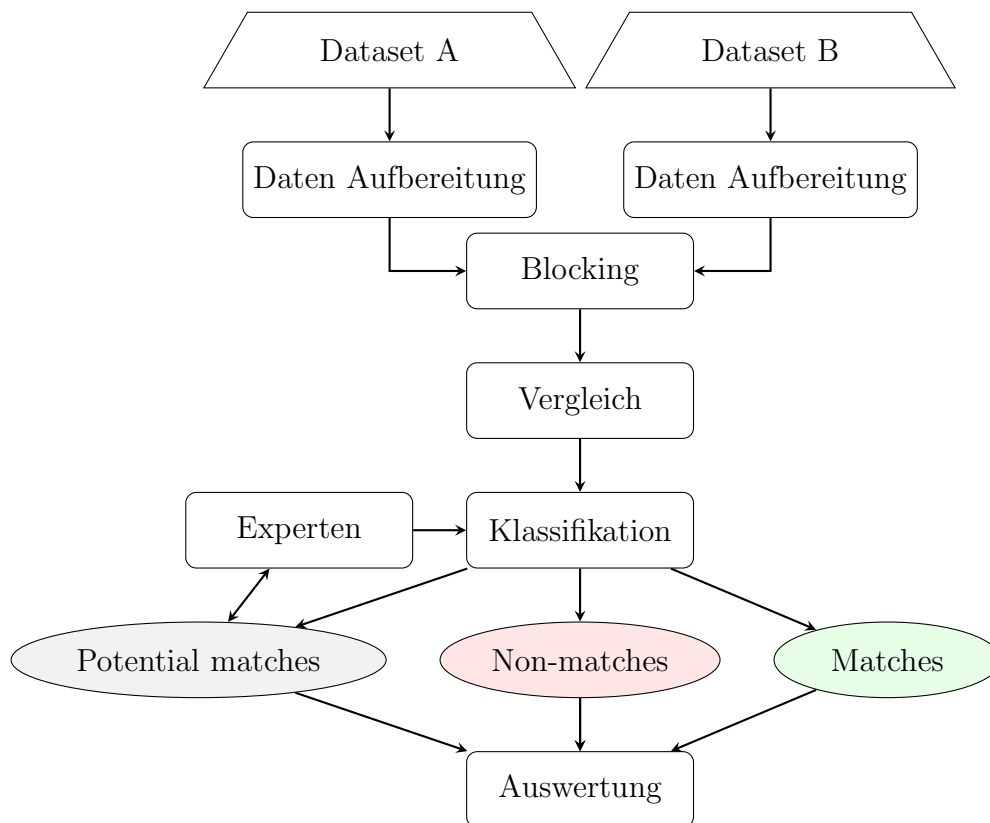 Dataset A
Dataset B
Daten Aufbereitung
Daten Aufbereitung
Blocking
Vergleich
Experten
Klassifikation
Potential matches
Non-matches
Matches
Auswertung